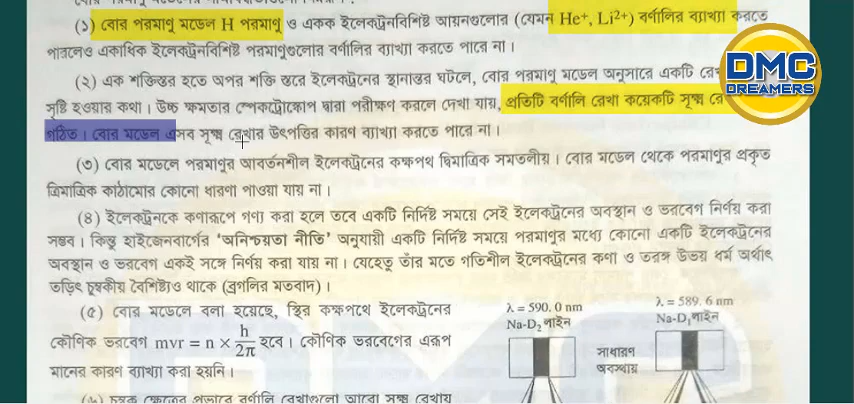 (১) বোর পরমাণু মডেল H পরমাণু ও একক ইলেকট্রনবিশিষ্ট আয়নগুলোর (যেমন He⁺, Li²⁺) বর্ণালির ব্যাখ্যা করতে
পারলেও একাধিক ইলেকট্রনবিশিষ্ট পরমাণুগুলোর বর্ণালির ব্যাখ্যা করতে পারে না।
(২) এক শক্তিস্তর হতে অপর শক্তি স্তরে ইলেকট্রনের স্থানান্তর ঘটলে, বোর পরমাণু মডেল অনুসারে একটি
সৃষ্টি হওয়ার কথা। উচ্চ ক্ষমতার স্পেকট্রোস্কোপ দ্বারা পরীক্ষণ করলে দেখা যায়, প্রতিটি বর্ণালি রেখা কয়েকটি সূক্ষ্ম
গঠিত। বোর মডেল এসব সূক্ষ্ম রেখার উৎপত্তির কারণ ব্যাখ্যা করতে পারে না।
(৩) বোর মডেলে পরমাণুর আবর্তনশীল ইলেকট্রনের কক্ষপথ দ্বিমাত্রিক সমতলীয়। বোর মডেল থেকে পরমাণুর প্রকৃত
ত্রিমাত্রিক কাঠামোর কোনো ধারণা পাওয়া যায় না।
(৪) ইলেকট্রনকে কণারূপে গণ্য করা হলে তবে একটি নির্দিষ্ট সময়ে সেই ইলেকট্রনের অবস্থান ও ভরবেগ নির্ণয় করা
সম্ভব। কিন্তু হাইজেনবার্গের 'অনিশ্চয়তা নীতি' অনুযায়ী একটি নির্দিষ্ট সময়ে পরমাণুর মধ্যে কোনো একটি ইলেকট্রনের
অবস্থান ও ভরবেগ একই সঙ্গে নির্ণয় করা যায় না। যেহেতু তাঁর মতে গতিশীল ইলেকট্রনের কণা ও তরঙ্গ উভয় ধর্ম অর্থাৎ
তড়িৎ চুম্বকীয় বৈশিষ্ট্যও থাকে (ব্রগলির মতবাদ)।
(৫) বোর মডেলে বলা হয়েছে, স্থির কক্ষপথে ইলেকট্রনের
কৌণিক ভরবেগ mvr = n × h/2π হবে। কৌণিক ভরবেগের এরূপ
মানের কারণ ব্যাখ্যা করা হয়নি।
λ = 590. 0 nm
Na-D₂ লাইন
λ = 589. 6 nm
Na-D₁ লাইন
সাধারণ
অবস্থায়
DMC
DREAMERS